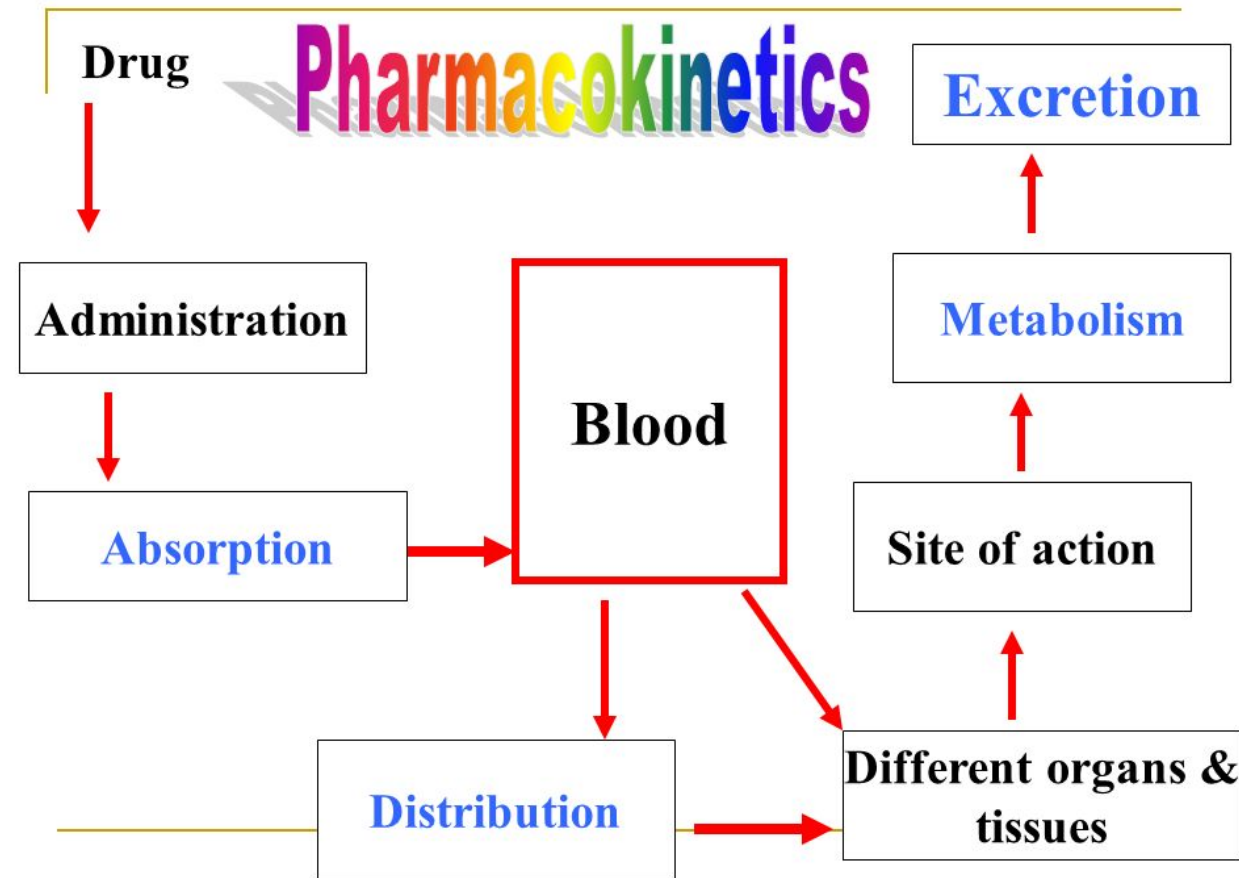 Drug
Pharmacokinetics
Excretion
Administration
Blood
Metabolism
Absorption
Site of action
Distribution
Different organs &
tissues